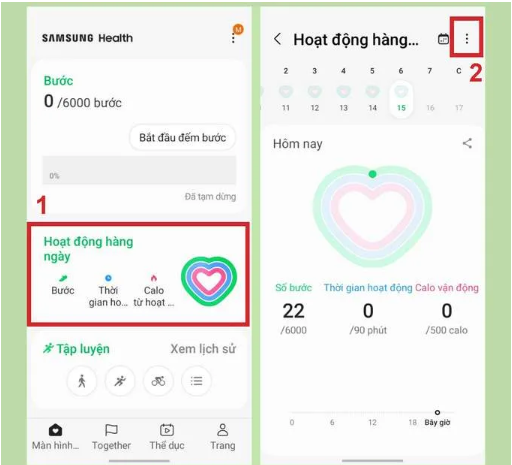 SAMSUNG Health
M
Bước
0 /6000 bước
Bắt đầu đếm bước
0%
Đã tạm dừng
1
Hoạt động hàng
ngày
Bước
Thời
gian ho...
Calo
từ hoạt ...
Tập luyện
Xem lịch sử
Màn hình...
Together
Thể dục
Trang
Hoạt động hàng...
2
2 3 4 5 6 7 C
11 12 13 14 15 16 17
Hôm nay
Số bước Thời gian hoạt động Calo vận động
22 0 0
/6000 /90 phút /500 calo
0 6 12 18 Bây giờ